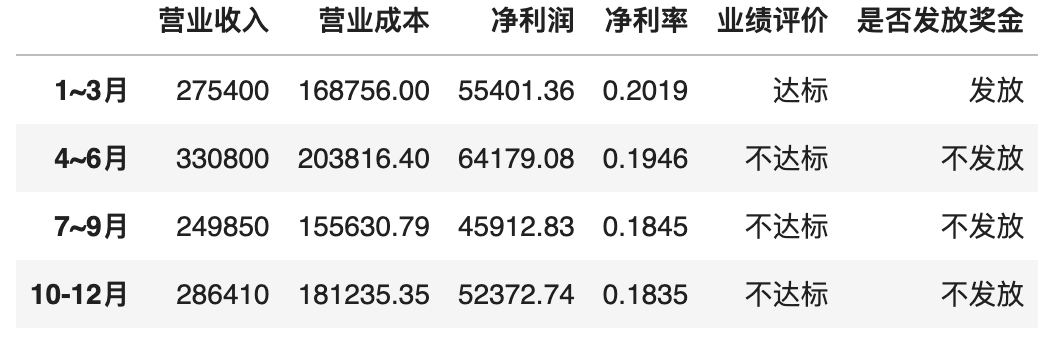 营业收入 营业成本 净利润 净利率 业绩评价 是否发放奖金
1~3月 275400 168756.00 55401.36 0.2019 达标 发放
4~6月 330800 203816.40 64179.08 0.1946 不达标 不发放
7~9月 249850 155630.79 45912.83 0.1845 不达标 不发放
10-12月 286410 181235.35 52372.74 0.1835 不达标 不发放